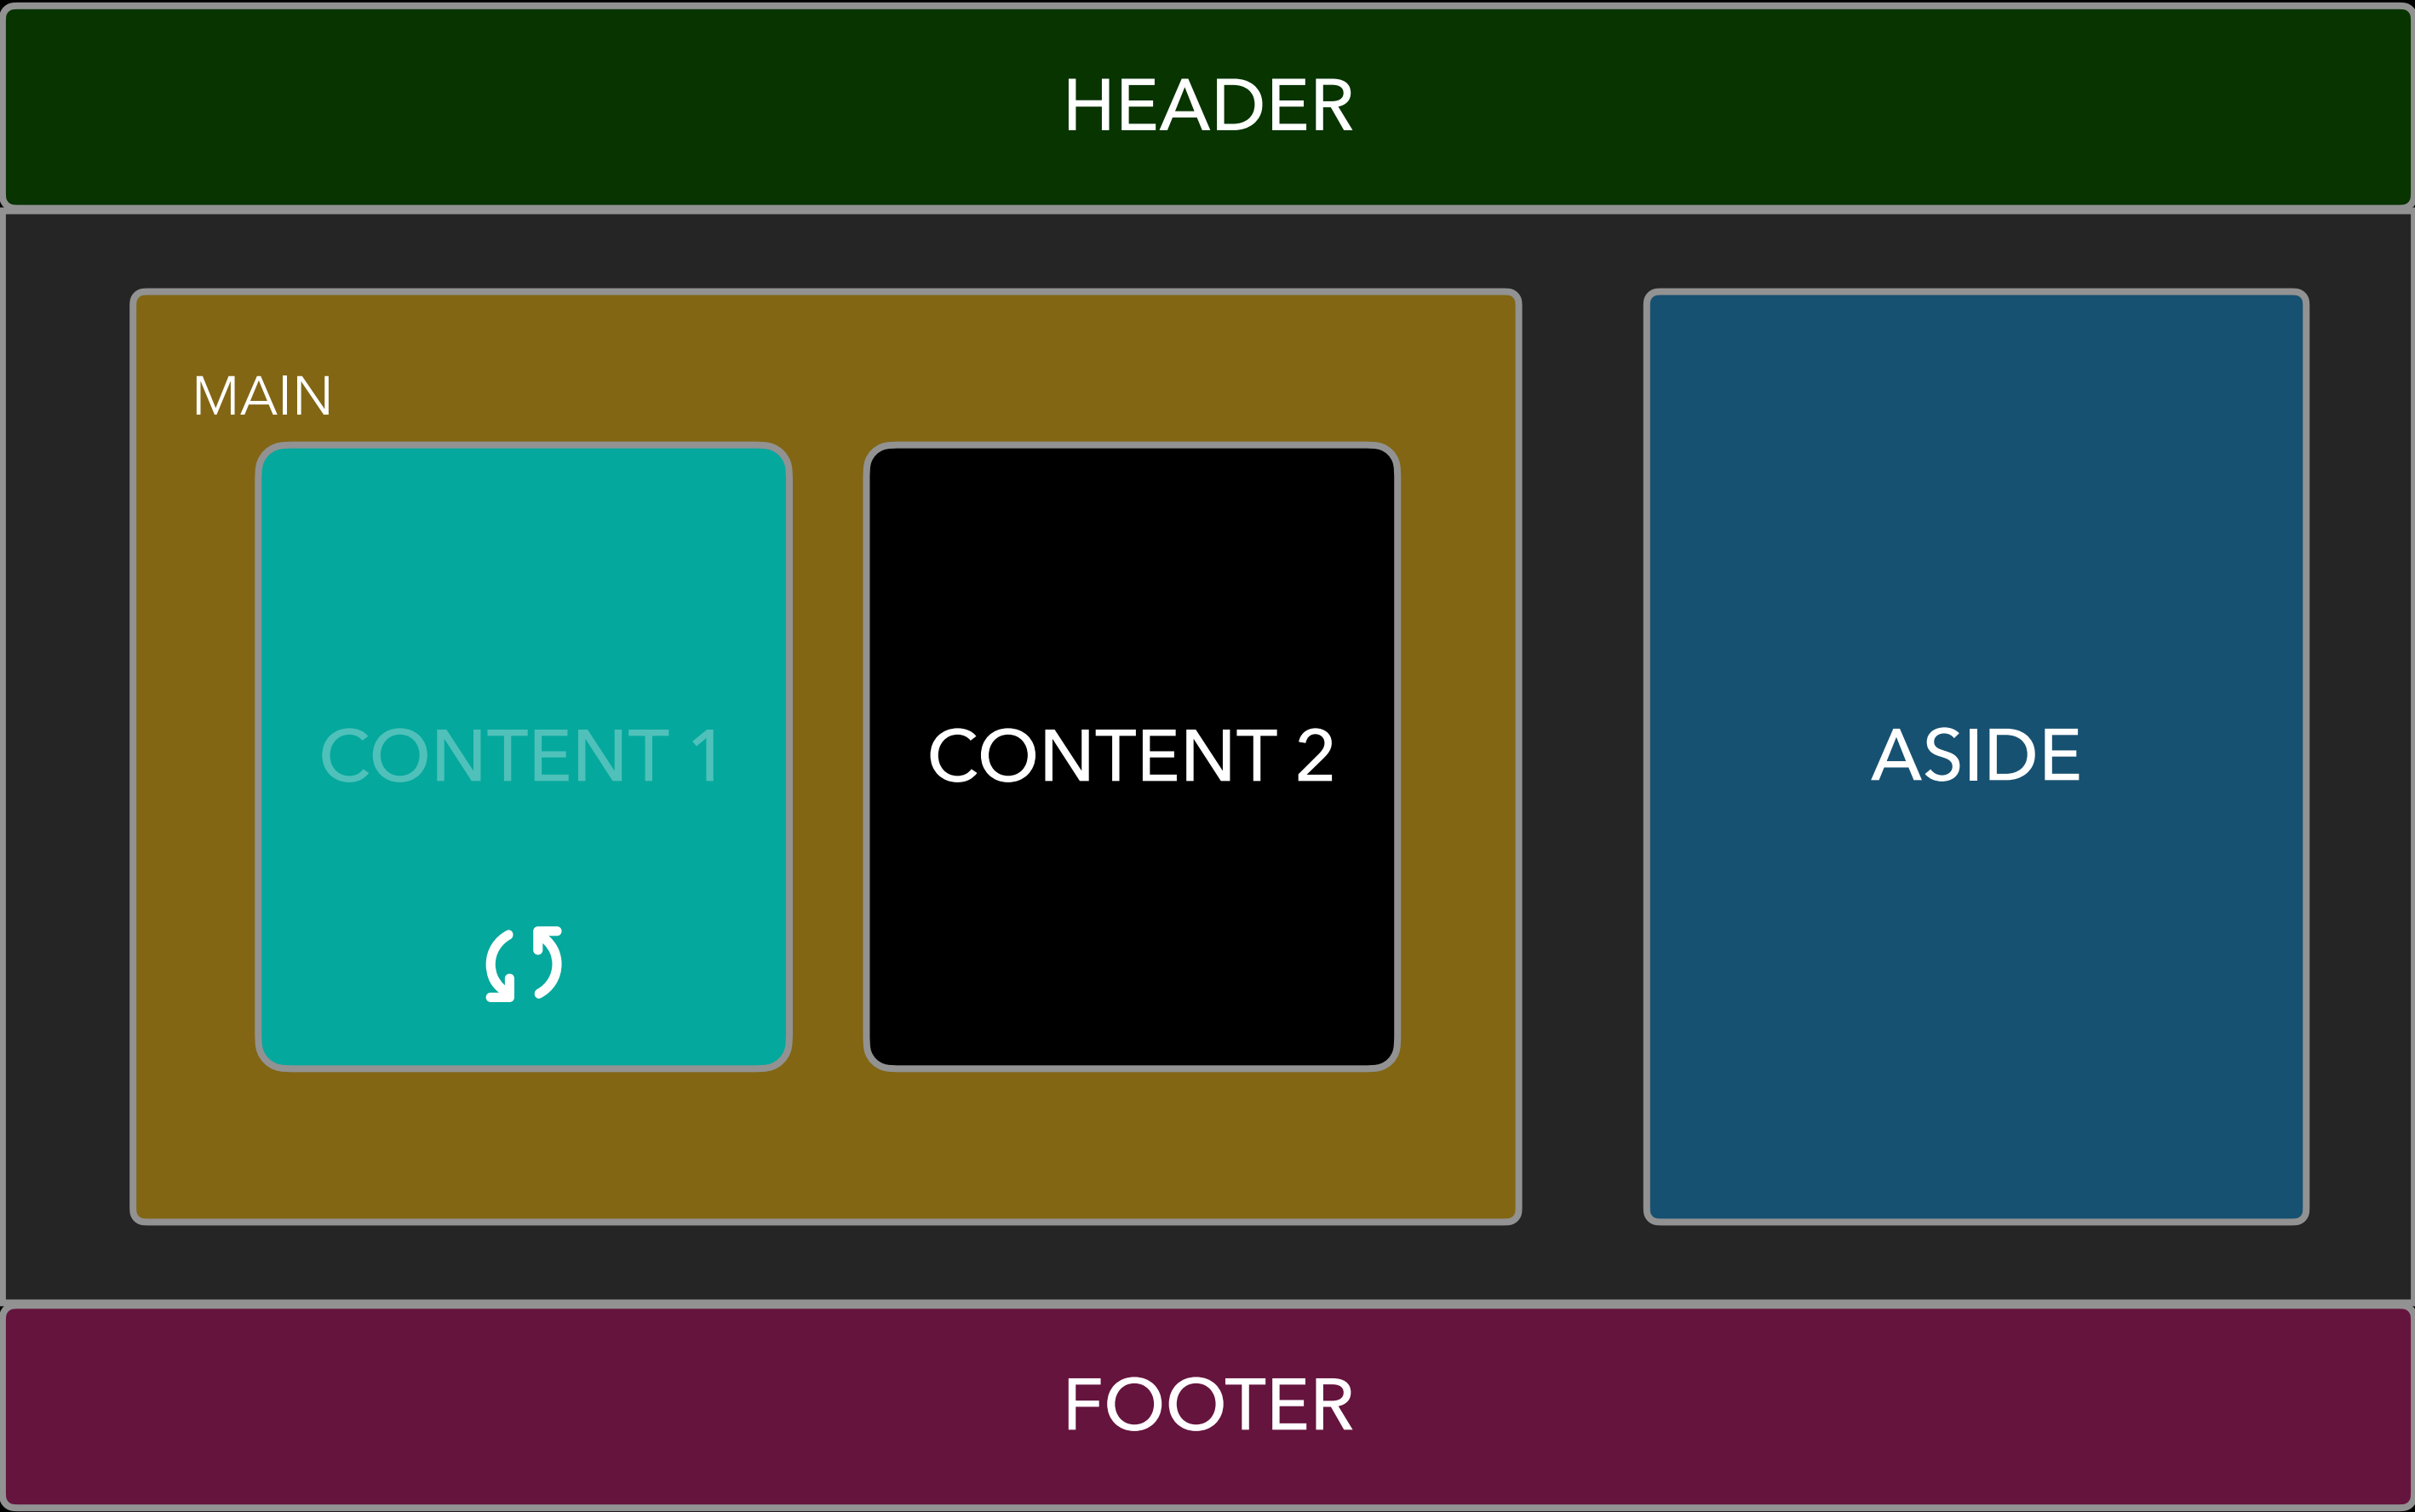 HEADER
MAIN
CONTENT 1
CONTENT 2
ASIDE
FOOTER